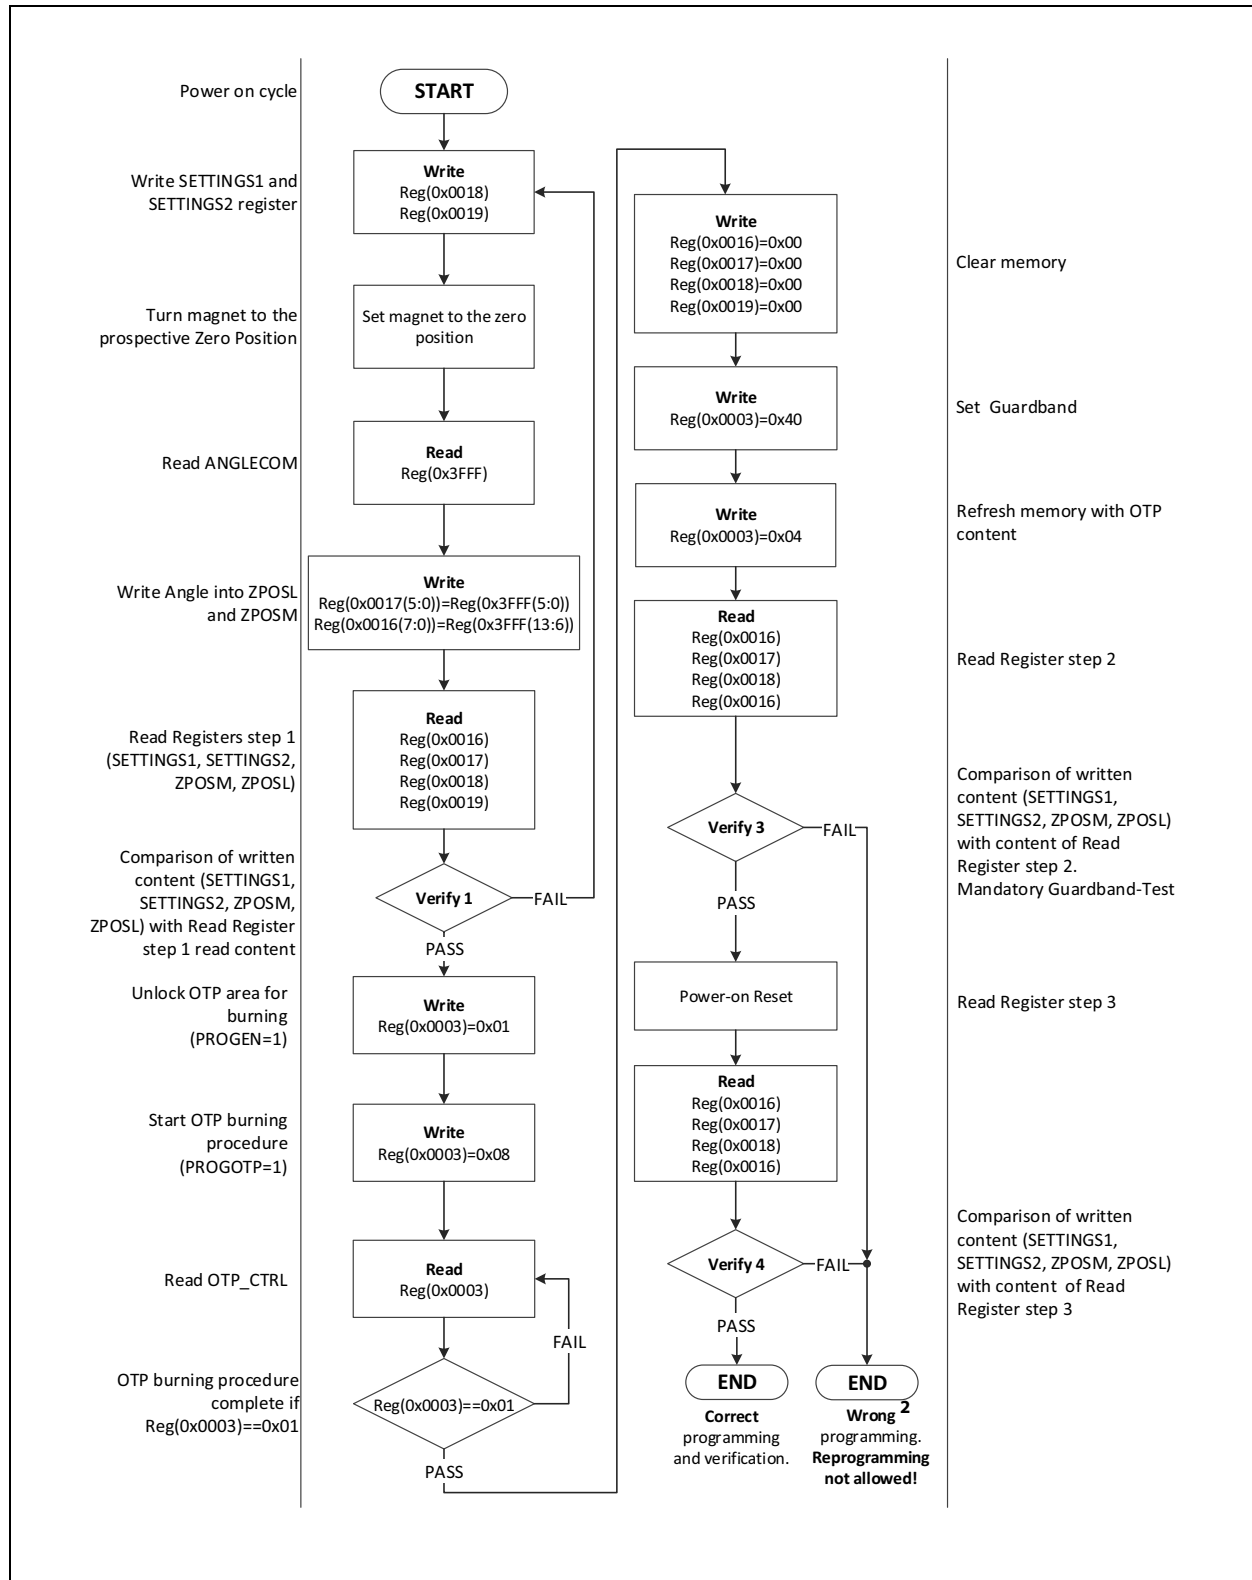 Power on cycle
START
Write SETTINGS1 and
SETTINGS2 register
Write
Reg(0x0018)
Reg(0x0019)
Turn magnet to the
prospective Zero Position
Set magnet to the zero
position
Read ANGLECOM
Read
Reg(0x3FFF)
Write Angle into ZPOSL
and ZPOSM
Write
Reg(0x0017(5:0))=Reg(0x3FFF(5:0))
Reg(0x0016(7:0))=Reg(0x3FFF(13:6))
Read Registers step 1
(SETTINGS1, SETTINGS2,
ZPOSM, ZPOSL)
Read
Reg(0x0016)
Reg(0x0017)
Reg(0x0018)
Reg(0x0019)
Comparison of written
content (SETTINGS1,
SETTINGS2, ZPOSM,
ZPOSL) with Read Register
step 1 read content
Verify 1
FAIL
PASS
Unlock OTP area for
burning
(PROGEN=1)
Write
Reg(0x0003)=0x01
Start OTP burning
procedure
(PROGOTP=1)
Write
Reg(0x0003)=0x08
Read OTP_CTRL
Read
Reg(0x0003)
FAIL
OTP burning procedure
complete if
Reg(0x0003)==0x01
Reg(0x0003)==0x01
PASS
Write
Reg(0x0016)=0x00
Reg(0x0017)=0x00
Reg(0x0018)=0x00
Reg(0x0019)=0x00
Clear memory
Write
Reg(0x0003)=0x40
Set Guardband
Write
Reg(0x0003)=0x04
Refresh memory with OTP
content
Read
Reg(0x0016)
Reg(0x0017)
Reg(0x0018)
Reg(0x0016)
Read Register step 2
Verify 3
FAIL
PASS
Comparison of written
content (SETTINGS1,
SETTINGS2, ZPOSM, ZPOSL)
with content of Read
Register step 2.
Mandatory Guardband-Test
Power-on Reset
Read Register step 3
Read
Reg(0x0016)
Reg(0x0017)
Reg(0x0018)
Reg(0x0016)
Verify 4
FAIL
PASS
Comparison of written
content (SETTINGS1,
SETTINGS2, ZPOSM, ZPOSL)
with content of Read
Register step 3
END
Correct
programming
and verification.
END
Wrong 2
programming.
Reprogramming
not allowed!